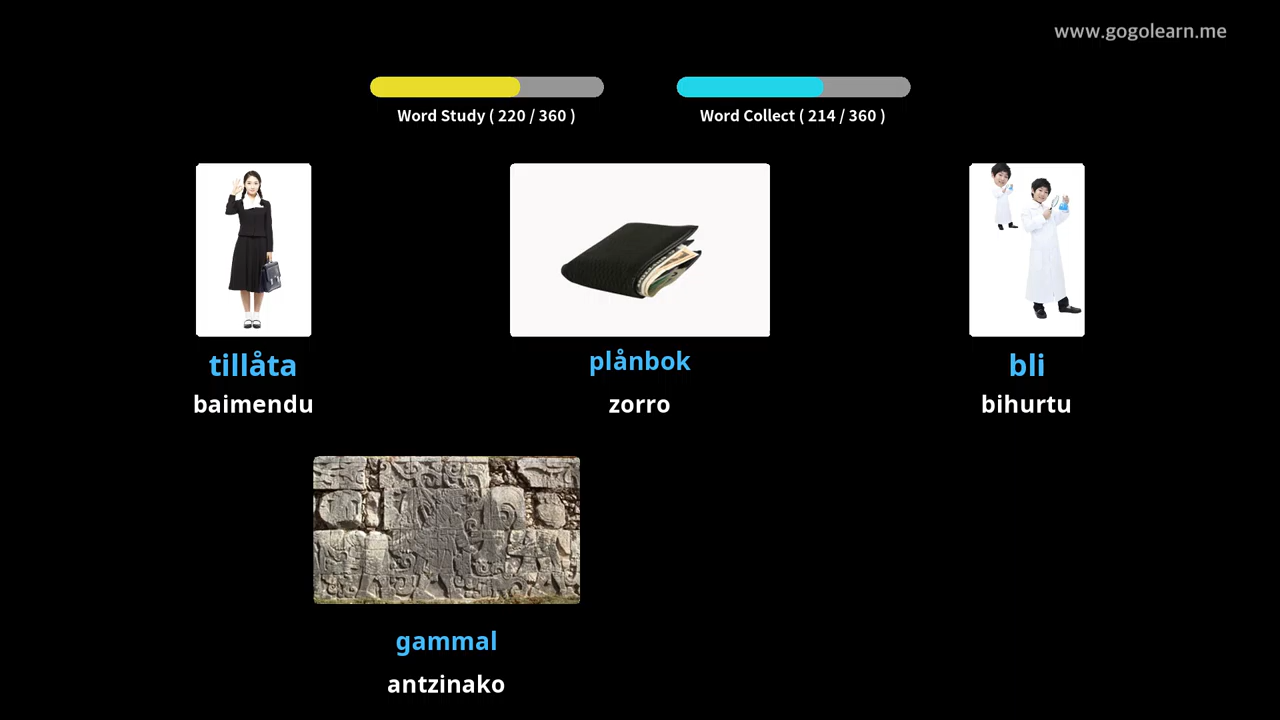 www.gogolearn.me
Word Study ( 220 / 360 )
Word Collect ( 214 / 360 )
tillåta
baimendu
plånbok
zorro
bli
bihurtu
gammal
antzinako